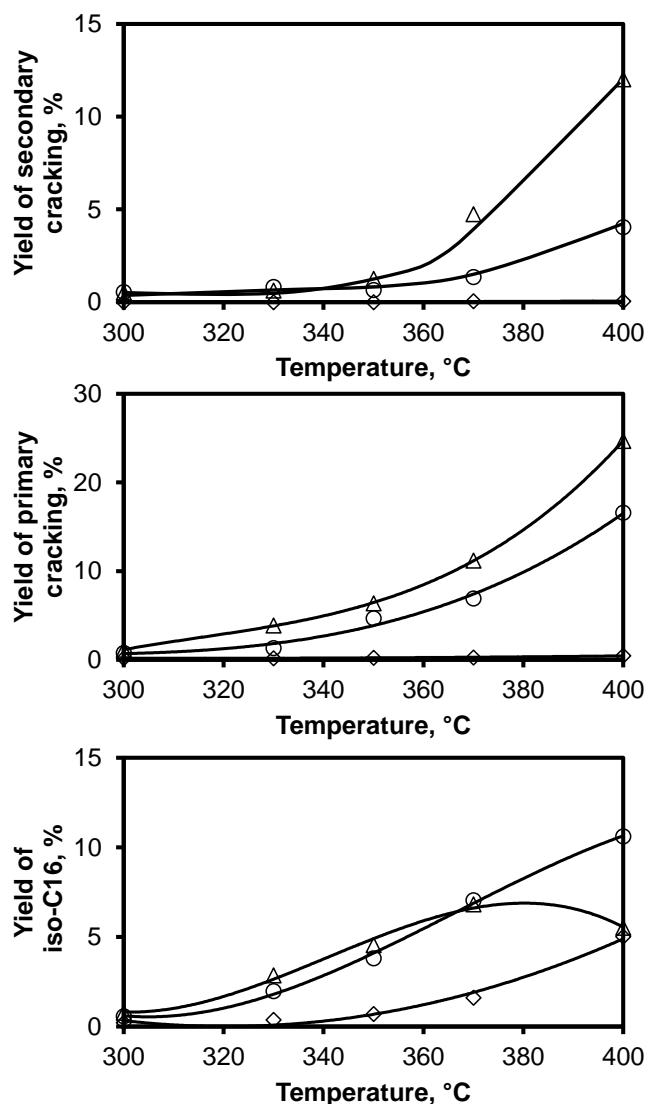 Yield of secondary
cracking, %
15
10
5
0
300 320 340 360 380 400
Temperature, °C
Yield of primary
cracking, %
30
20
10
0
300 320 340 360 380 400
Temperature, °C
Yield of
iso-C16, %
15
10
5
0
300 320 340 360 380 400
Temperature, °C